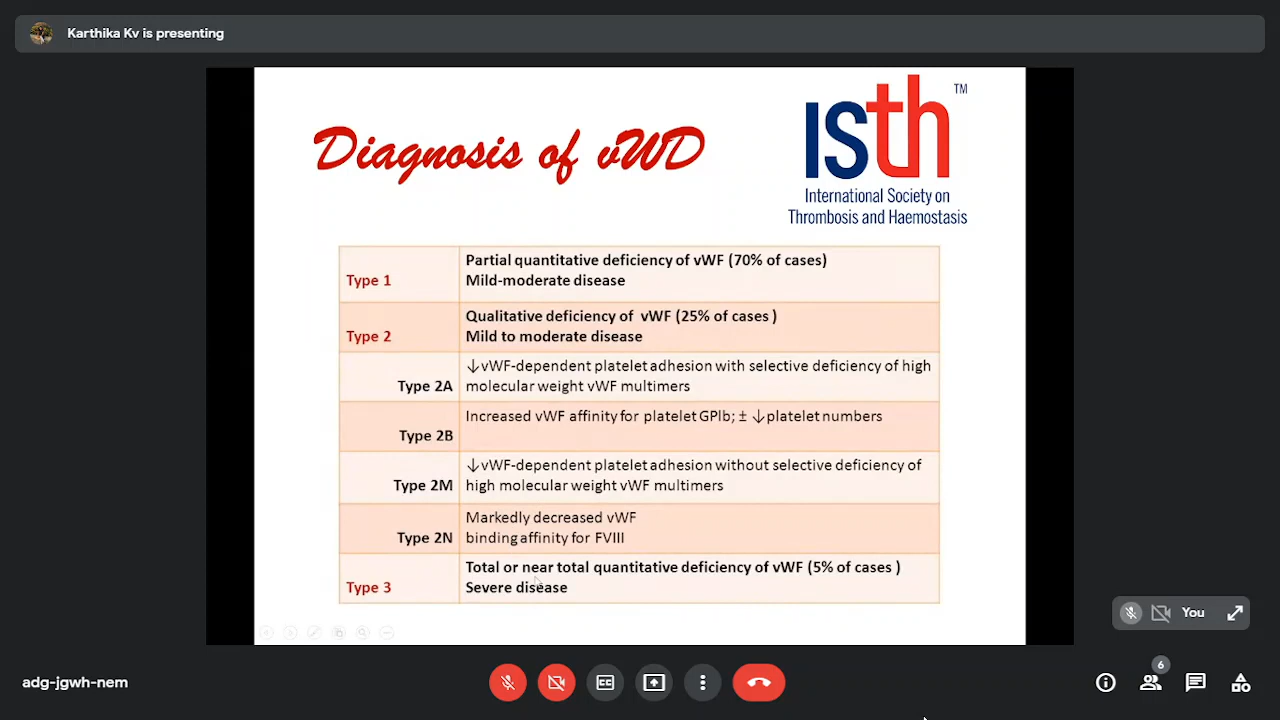 Karthika Kv is presenting
Diagnosis of vWD
isth TM
International Society on
Thrombosis and Haemostasis
Type 1
Partial quantitative deficiency of vWF (70% of cases)
Mild-moderate disease
Type 2
Qualitative deficiency of vWF (25% of cases )
Mild to moderate disease
Type 2A
↓vWF-dependent platelet adhesion with selective deficiency of high
molecular weight vWF multimers
Type 2B
Increased vWF affinity for platelet GPIb; ± ↓platelet numbers
Type 2M
↓vWF-dependent platelet adhesion without selective deficiency of
high molecular weight vWF multimers
Type 2N
Markedly decreased vWF
binding affinity for FVIII
Type 3
Total or near total quantitative deficiency of vWF (5% of cases )
Severe disease
You
adg-jgwh-nem
CC
6